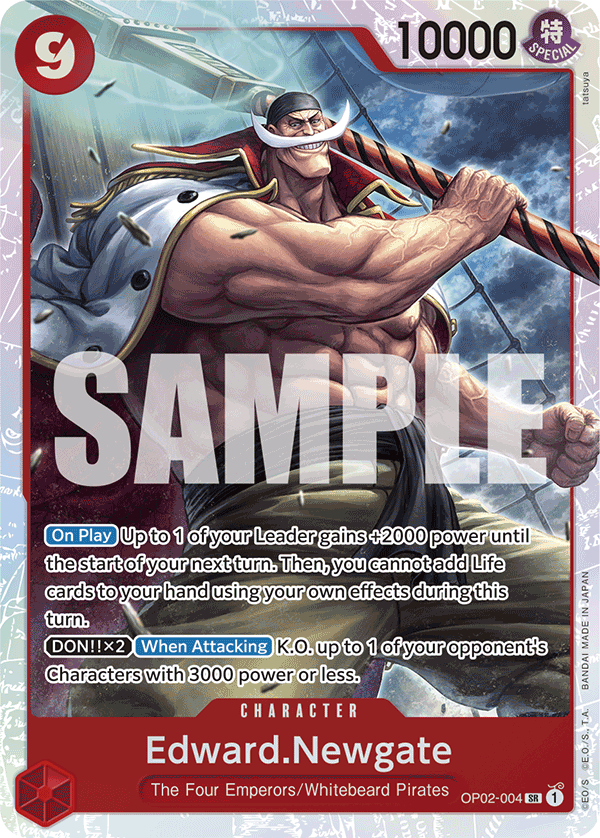 9
10000
特
SPECIAL
tatsuya
SAMPLE
On Play Up to 1 of your Leader gains +2000 power until
the start of your next turn. Then, you cannot add Life
cards to your hand using your own effects during this
turn.
DON!!×2 When Attacking K.O. up to 1 of your opponent's
Characters with 3000 power or less.
CHARACTER
Edward.Newgate
The Four Emperors/Whitebeard Pirates
OP02-004 SR 1
©E.O./S. ©E.O./S., T.A. BANDAI MADE IN JAPAN